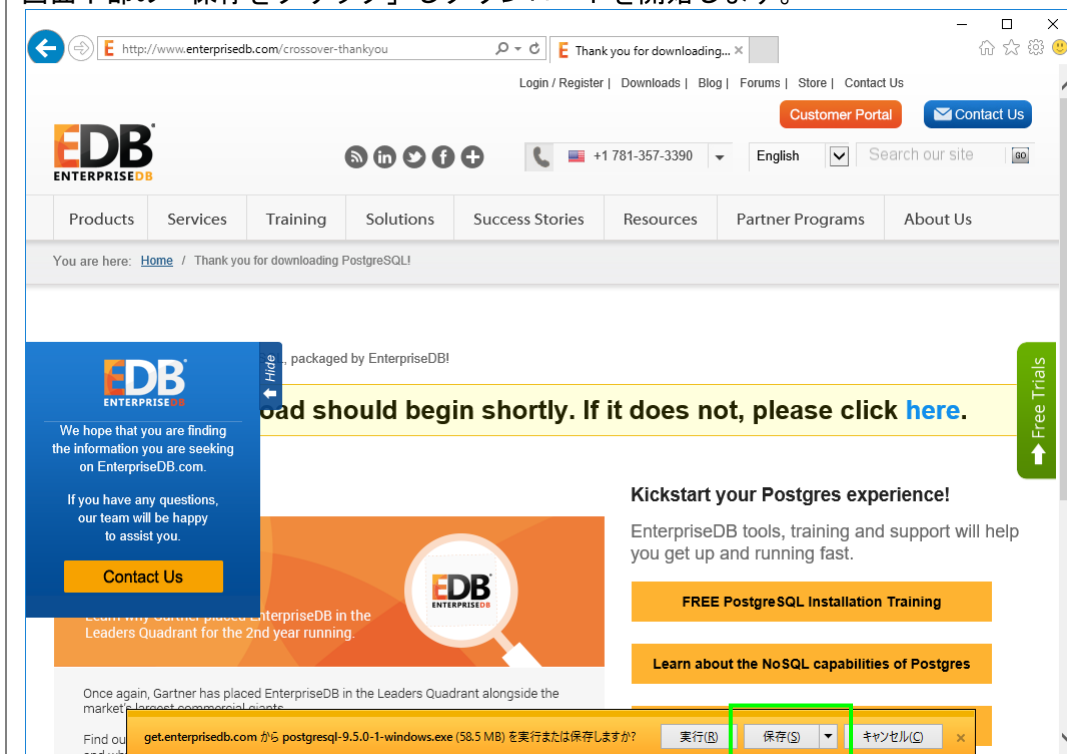 http://www.enterprisedb.com/crossover-thankyou
Thank you for downloading...
Login / Register | Downloads | Blog | Forums | Store | Contact Us
Customer Portal
Contact Us
EDB
ENTERPRISEDB
+1 781-357-3390
English
Search our site
GO
Products
Services
Training
Solutions
Success Stories
Resources
Partner Programs
About Us
You are here: Home / Thank you for downloading PostgreSQL!
, packaged by EnterpriseDB!
Hide
EDB
ENTERPRISEDB
We hope that you are finding
the information you are seeking
on EnterpriseDB.com.
If you have any questions,
our team will be happy
to assist you.
Contact Us
should begin shortly. If it does not, please click here.
Free Trials
Kickstart your Postgres experience!
EnterpriseDB tools, training and support will help
you get up and running fast.
FREE PostgreSQL Installation Training
Learn about the NoSQL capabilities of Postgres
EDB
ENTERPRISEDB
EnterpriseDB in the
Leaders Quadrant for the 2nd year running.
Once again, Gartner has placed EnterpriseDB in the Leaders Quadrant alongside the
market's largest commercial giants.
Find ou
get.enterprisedb.com から postgresql-9.5.0-1-windows.exe (58.5 MB) を実行または保存しますか?
実行(R)
保存(S)
キャンセル(C)